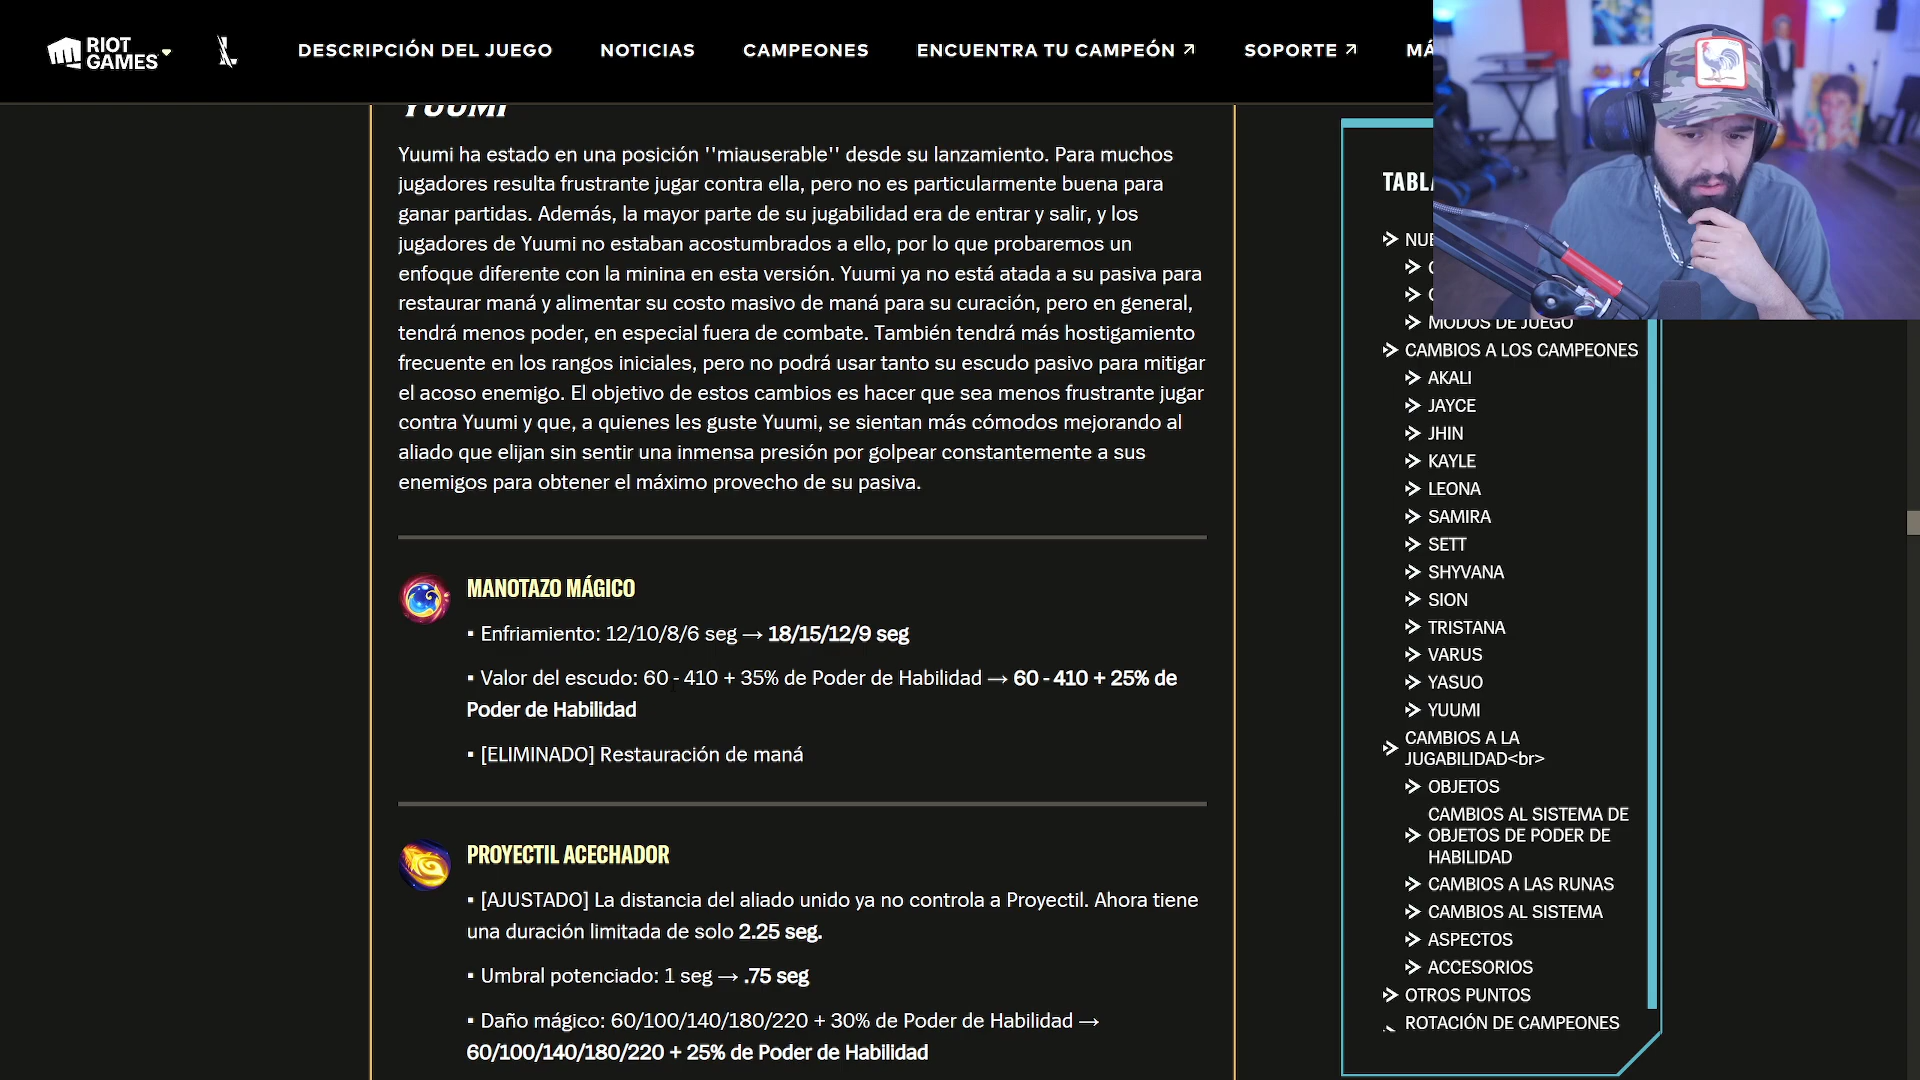 RIOT GAMES
DESCRIPCIÓN DEL JUEGO
NOTICIAS
CAMPEONES
ENCUENTRA TU CAMPEÓN
SOPORTE
YUUMI
Yuumi ha estado en una posición ''miauserable'' desde su lanzamiento. Para muchos
jugadores resulta frustrante jugar contra ella, pero no es particularmente buena para
ganar partidas. Además, la mayor parte de su jugabilidad era de entrar y salir, y los
jugadores de Yuumi no estaban acostumbrados a ello, por lo que probaremos un
enfoque diferente con la minina en esta versión. Yuumi ya no está atada a su pasiva para
restaurar maná y alimentar su costo masivo de maná para su curación, pero en general,
tendrá menos poder, en especial fuera de combate. También tendrá más hostigamiento
frecuente en los rangos iniciales, pero no podrá usar tanto su escudo pasivo para mitigar
el acoso enemigo. El objetivo de estos cambios es hacer que sea menos frustrante jugar
contra Yuumi y que, a quienes les guste Yuumi, se sientan más cómodos mejorando al
aliado que elijan sin sentir una inmensa presión por golpear constantemente a sus
enemigos para obtener el máximo provecho de su pasiva.
MANOTAZO MÁGICO
▪ Enfriamiento: 12/10/8/6 seg → 18/15/12/9 seg
▪ Valor del escudo: 60 - 410 + 35% de Poder de Habilidad → 60 - 410 + 25% de
Poder de Habilidad
▪ [ELIMINADO] Restauración de maná
PROYECTIL ACECHADOR
▪ [AJUSTADO] La distancia del aliado unido ya no controla a Proyectil. Ahora tiene
una duración limitada de solo 2.25 seg.
▪ Umbral potenciado: 1 seg → .75 seg
▪ Daño mágico: 60/100/140/180/220 + 30% de Poder de Habilidad →
60/100/140/180/220 + 25% de Poder de Habilidad
MODOS DE JUEGO
CAMBIOS A LOS CAMPEONES
AKALI
JAYCE
JHIN
KAYLE
LEONA
SAMIRA
SETT
SHYVANA
SION
TRISTANA
VARUS
YASUO
YUUMI
CAMBIOS A LA
JUGABILIDAD<br>
OBJETOS
CAMBIOS AL SISTEMA DE
OBJETOS DE PODER DE
HABILIDAD
CAMBIOS A LAS RUNAS
CAMBIOS AL SISTEMA
ASPECTOS
ACCESORIOS
OTROS PUNTOS
ROTACIÓN DE CAMPEONES